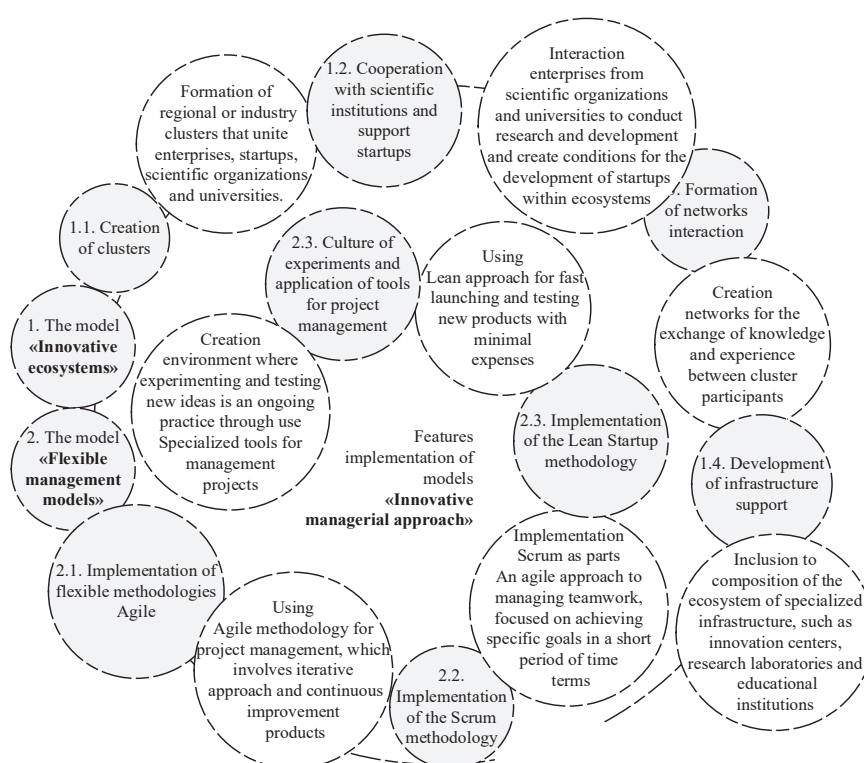 1. The model
«Innovative
ecosystems»
1.1. Creation
of clusters
Formation of
regional or industry
clusters that unite
enterprises, startups,
scientific organizations
and universities.
1.2. Cooperation
with scientific
institutions and
support
startups
Interaction
enterprises from
scientific organizations
and universities to conduct
research and development
and create conditions for the
development of startups
within ecosystems
. Formation
of networks
interaction
Creation
networks for the
exchange of knowledge
and experience
between cluster
participants
1.4. Development
of infrastructure
support
Inclusion to
composition of the
ecosystem of specialized
infrastructure, such as
innovation centers,
research laboratories and
educational
institutions
2. The model
«Flexible
management
models»
2.1. Implementation of
flexible methodologies
Agile
Using
Agile methodology for
project management, which
involves iterative
approach and continuous
improvement
products
2.2.
Implementation
of the Scrum
methodology
Implementation
Scrum as parts
An agile approach to
managing teamwork,
focused on achieving
specific goals in a short
period of time
terms
2.3. Implementation
of the Lean Startup
methodology
Using
Lean approach for fast
launching and testing
new products with
minimal
expenses
2.3. Culture of
experiments and
application of tools
for project
management
Creation
environment where
experimenting and testing
new ideas is an ongoing
practice through use
Specialized tools for
management
projects
Features
implementation of
models
«Innovative
managerial approach»